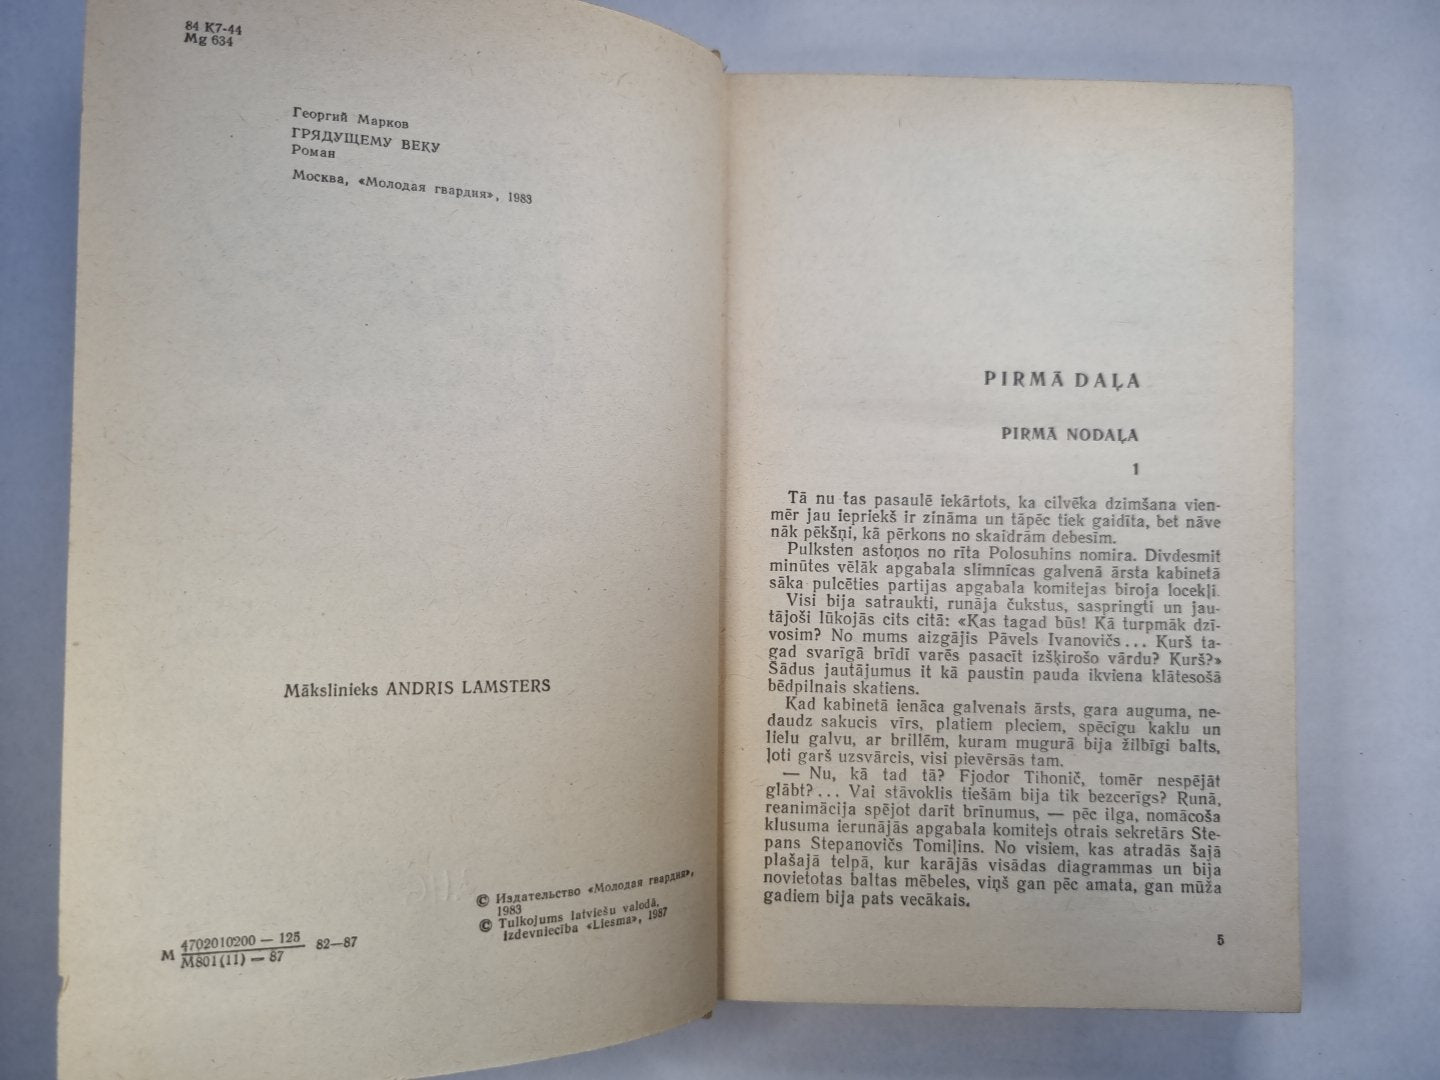 84 Ķ7-44
Mg 634
Георгий Марков
ГРЯДУЩЕМУ ВЕКУ
Роман
Москва, «Молодая гвардия», 1983
Mākslinieks ANDRIS LAMSTERS
© Издательство «Молодая гвардия»,
1983
© Tulkojums latviešu valodā,
Izdevniecība «Liesma», 1987
М 4702010200 — 125 82—87
М801(11) — 87
PIRMĀ DAĻA
PIRMĀ NODAĻA
1
Tā nu tas pasaulē iekārtots, ka cilvēka dzimšana vien-
mēr jau iepriekš ir zināma un tāpēc tiek gaidīta, bet nāve
nāk pēkšņi, kā pērkons no skaidrām debesīm.
Pulksten astoņos no rīta Polosuhins nomira. Divdesmit
minūtes vēlāk apgabala slimnīcas galvenā ārsta kabinetā
sāka pulcēties partijas apgabala komitejas biroja locekļi.
Visi bija satraukti, runāja čukstus, saspringti un jau-
tājoši lūkojās cits citā: «Kas tagad būs! Kā turpmāk dzī-
vosim? No mums aizgājis Pāvels Ivanovičs... Kurš ta-
gad svarīgā brīdī varēs pasacīt izšķirošo vārdu? Kurš?»
Šādus jautājumus it kā paustin pauda ikviena klātesošā
bēdpilnais skatiens.
Kad kabinetā ienāca galvenais ārsts, gara auguma, ne-
daudz sakucis vīrs, platiem pleciem, spēcīgu kaklu un
lielu galvu, ar brillēm, kuram mugurā bija žilbīgi balts,
ļoti garš uzsvārcis, visi pievērsās tam.
— Nu, kā tad tā? Fjodor Tihonič, tomēr nespējāt
glābt?... Vai stāvoklis tiešām bija tik bezcerīgs? Runā,
reanimācija spējot darīt brīnumus, — pēc ilga, nomācoša
klusuma ierunājās apgabala komitejs otrais sekretārs Ste-
pans Stepanovičs Tomiļins. No visiem, kas atradās šajā
plašajā telpā, kur karājās visādas diagrammas un bija
novietotas baltas mēbeles, viņš gan pēc amata, gan mūža
gadiem bija pats vecākais.
5